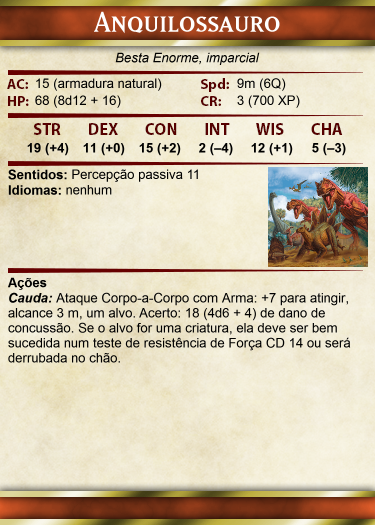 Anquilossauro
Besta Enorme, imparcial
AC: 15 (armadura natural) Spd: 9m (6Q)
HP: 68 (8d12 + 16) CR: 3 (700 XP)
STR DEX CON INT WIS CHA
19 (+4) 11 (+0) 15 (+2) 2 (–4) 12 (+1) 5 (–3)
Sentidos: Percepção passiva 11
Idiomas: nenhum
Ações
Cauda: Ataque Corpo-a-Corpo com Arma: +7 para atingir,
alcance 3 m, um alvo. Acerto: 18 (4d6 + 4) de dano de
concussão. Se o alvo for uma criatura, ela deve ser bem
sucedida num teste de resistência de Força CD 14 ou será
derrubada no chão.